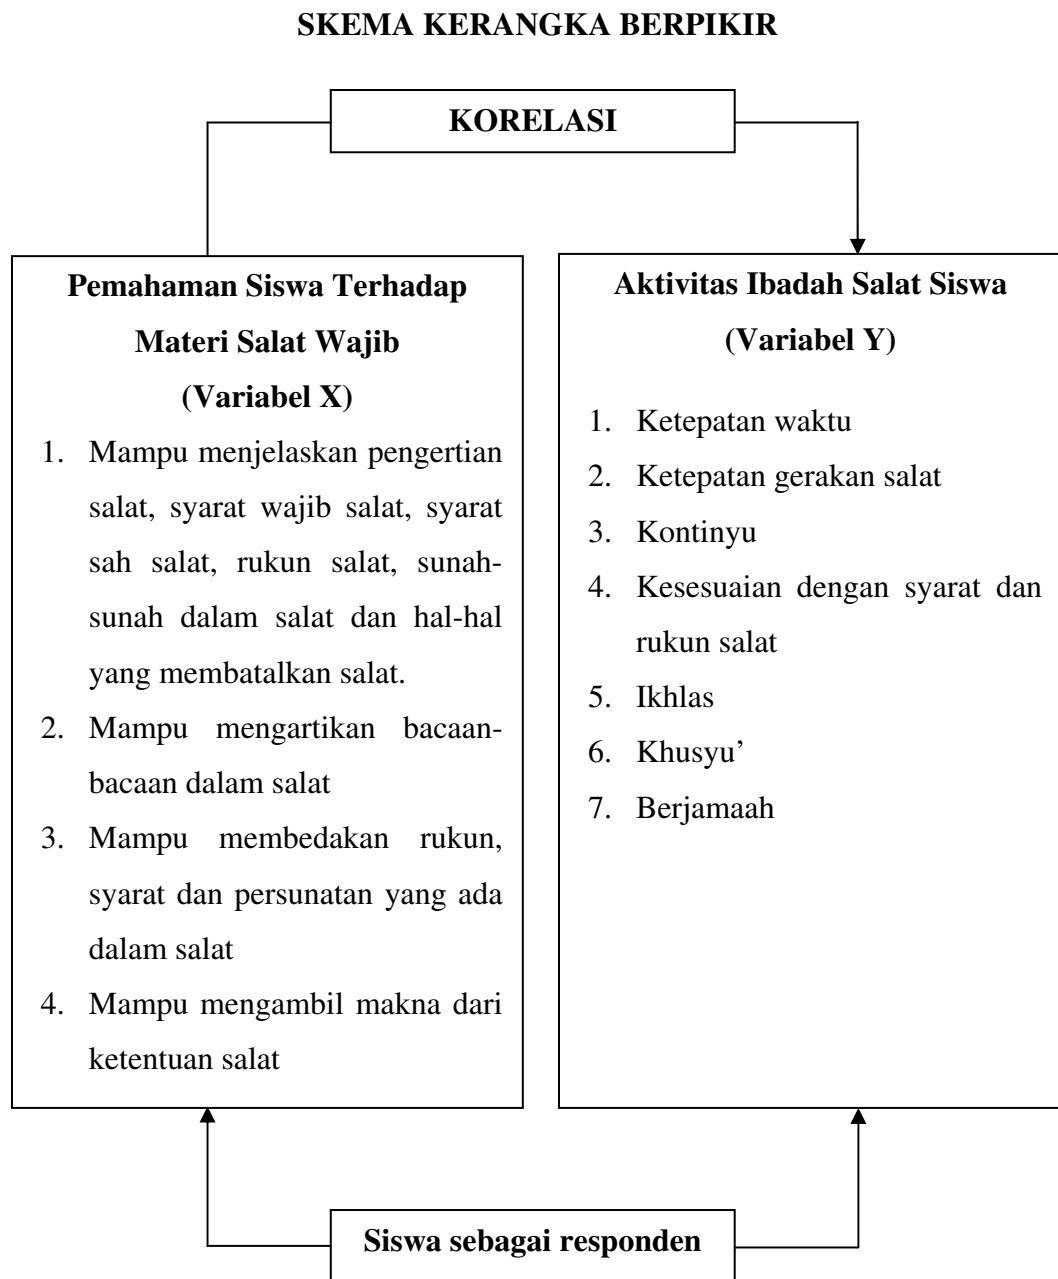 SKEMA KERANGKA BERPIKIR
KORELASI
Pemahaman Siswa Terhadap
Materi Salat Wajib
(Variabel X)
1. Mampu menjelaskan pengertian
salat, syarat wajib salat, syarat
sah salat, rukun salat, sunah-
sunah dalam salat dan hal-hal
yang membatalkan salat.
2. Mampu mengartikan bacaan-
bacaan dalam salat
3. Mampu membedakan rukun,
syarat dan persunatan yang ada
dalam salat
4. Mampu mengambil makna dari
ketentuan salat
Aktivitas Ibadah Salat Siswa
(Variabel Y)
1. Ketepatan waktu
2. Ketepatan gerakan salat
3. Kontinyu
4. Kesesuaian dengan syarat dan
rukun salat
5. Ikhlas
6. Khusyu’
7. Berjamaah
Siswa sebagai responden